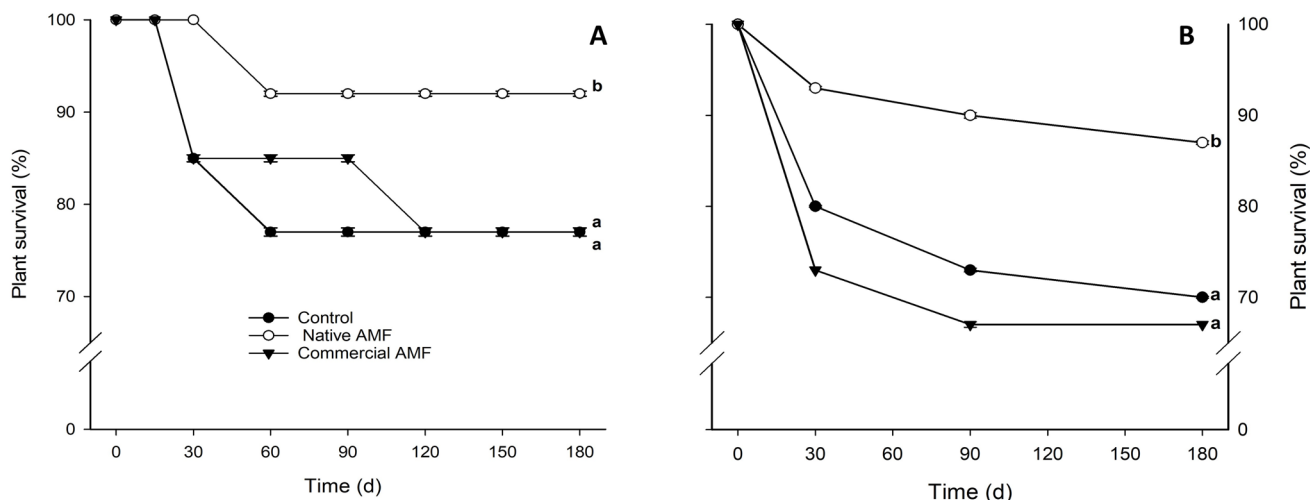 A
100
90
80
70
0
Plant survival (%)
b
a
a
Control
Native AMF
Commercial AMF
0 30 60 90 120 150 180
Time (d)
B
100
90
80
70
0
Plant survival (%)
b
a
a
0 30 60 90 120 150 180
Time (d)